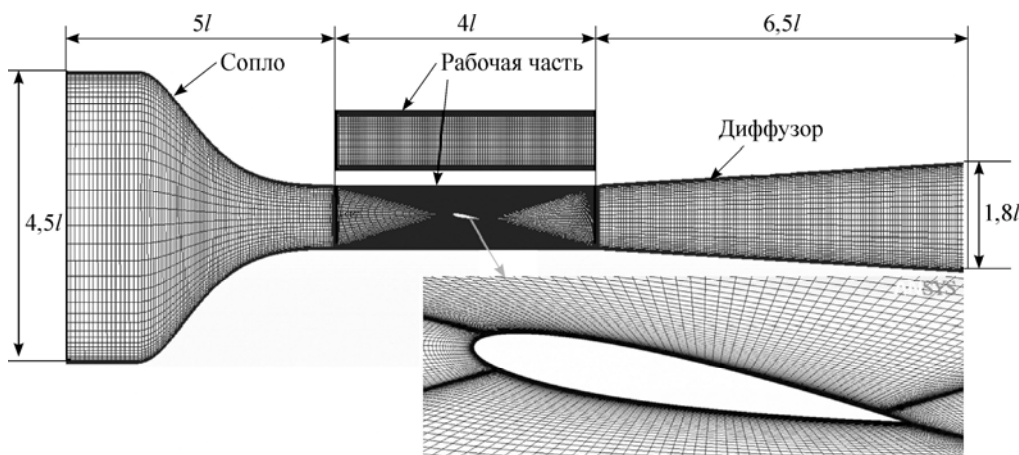 5l
4l
6,5l
Сопло
Рабочая часть
Диффузор
4,5l
1,8l